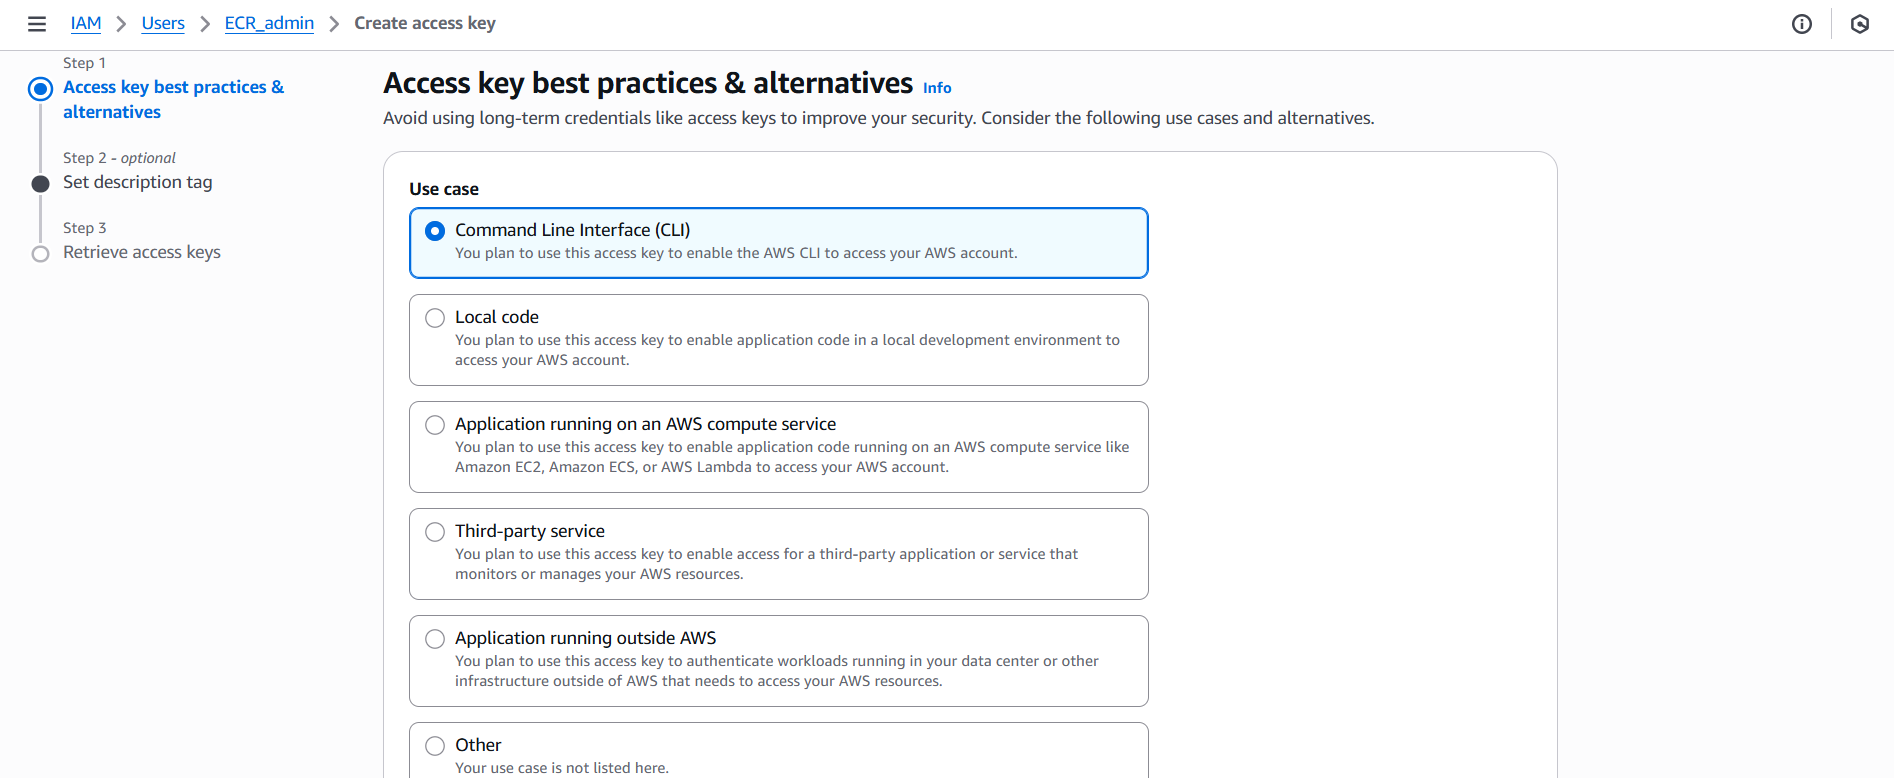 IAM > Users > ECR_admin > Create access key
Step 1
Access key best practices &
alternatives
Step 2 - optional
Set description tag
Step 3
Retrieve access keys
Access key best practices & alternatives Info
Avoid using long-term credentials like access keys to improve your security. Consider the following use cases and alternatives.
Use case
Command Line Interface (CLI)
You plan to use this access key to enable the AWS CLI to access your AWS account.
Local code
You plan to use this access key to enable application code in a local development environment to
access your AWS account.
Application running on an AWS compute service
You plan to use this access key to enable application code running on an AWS compute service like
Amazon EC2, Amazon ECS, or AWS Lambda to access your AWS account.
Third-party service
You plan to use this access key to enable access for a third-party application or service that
monitors or manages your AWS resources.
Application running outside AWS
You plan to use this access key to authenticate workloads running in your data center or other
infrastructure outside of AWS that needs to access your AWS resources.
Other
Your use case is not listed here.